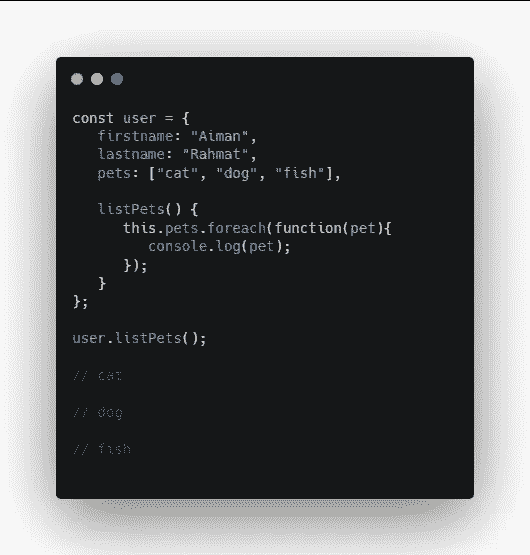 const user = {
   firstname: "Aiman",
   lastname: "Rahmat",
   pets: ["cat", "dog", "fish"],
   listPets() {
      this.pets.foreach(function(pet){
         console.log(pet);
      });
   }
};
user.listPets();
// cat
// dog
// fish